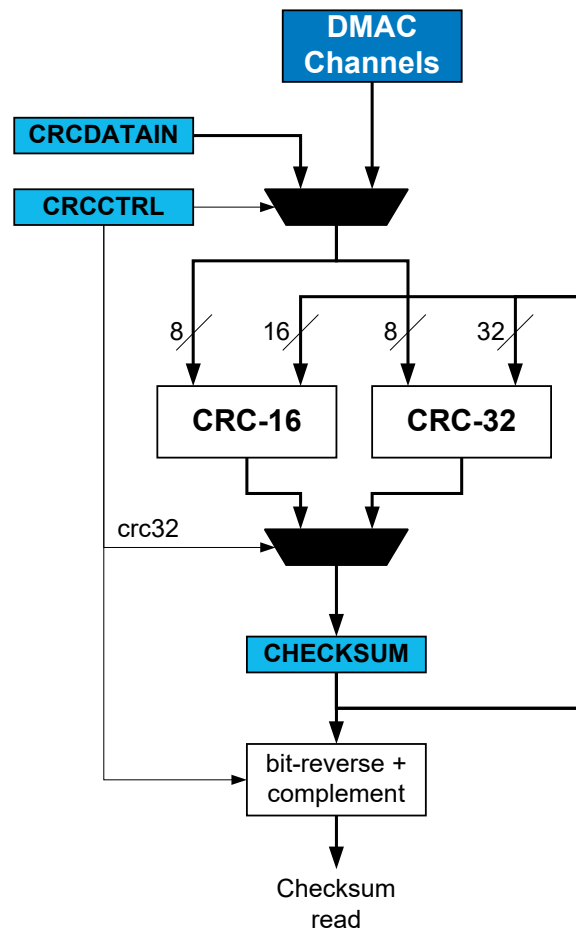 DMAC
Channels
CRCDATAIN
CRCCTRL
8
16
8
32
CRC-16
CRC-32
crc32
CHECKSUM
bit-reverse +
complement
Checksum
read